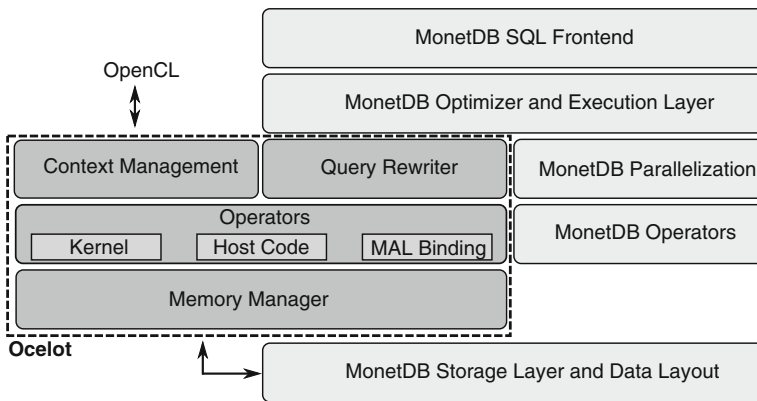 MonetDB SQL Frontend
OpenCL
MonetDB Optimizer and Execution Layer
Context Management
Query Rewriter
MonetDB Parallelization
Operators
Kernel
Host Code
MAL Binding
MonetDB Operators
Memory Manager
Ocelot
MonetDB Storage Layer and Data Layout